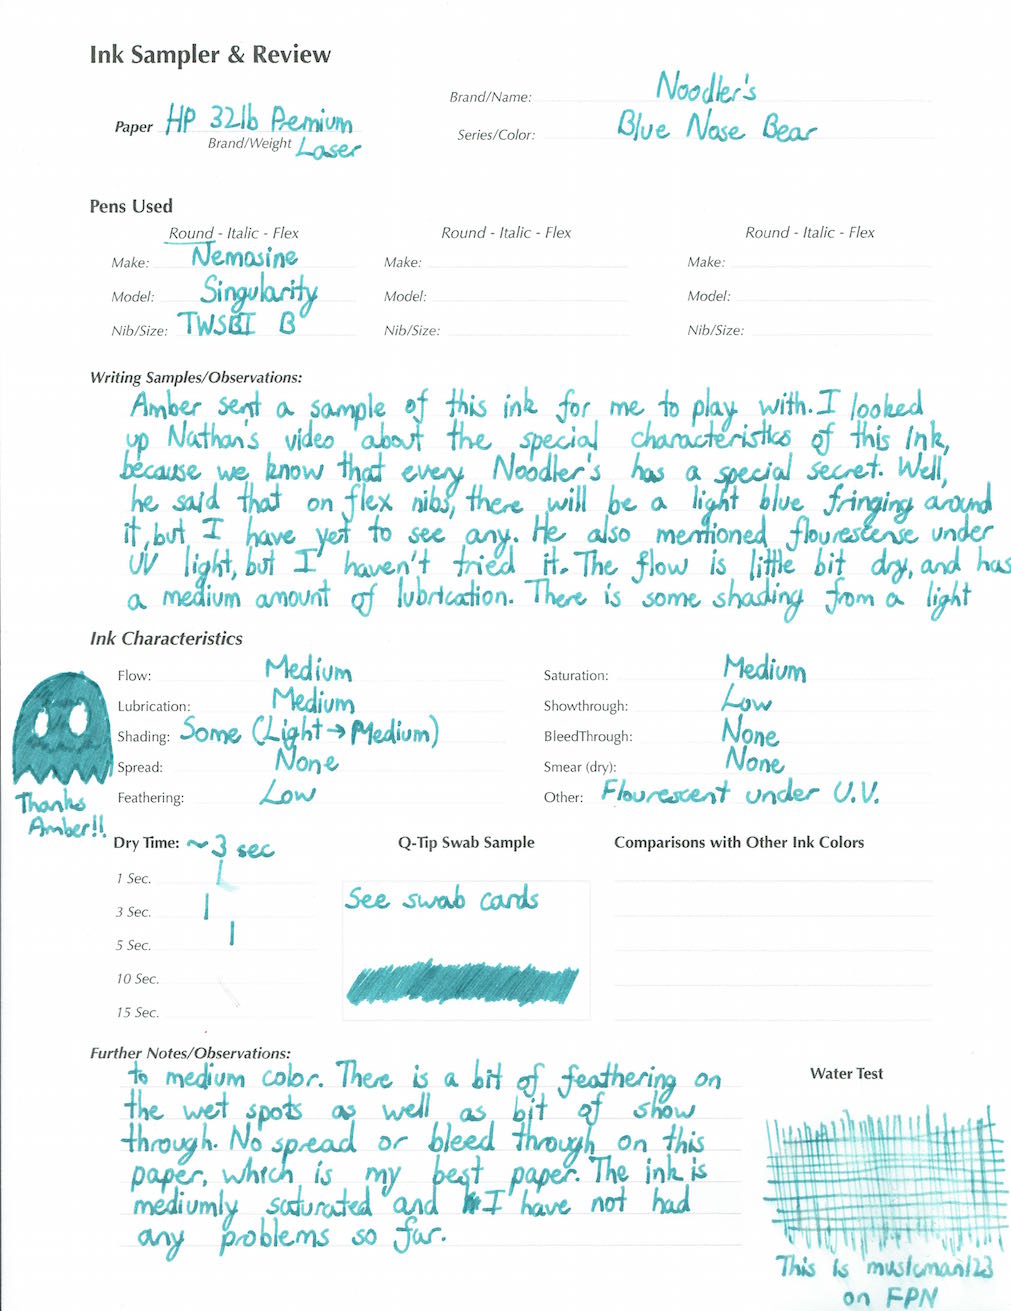 Ink Sampler & Review
Brand/Name: Noodler's
Paper HP 32lb Premium
Brand/Weight Laser
Series/Color: Blue Nose Bear
Pens Used
Round - Italic - Flex Round - Italic - Flex Round - Italic - Flex
Make: Nemosine Make: Make:
Model: Singularity Model: Model:
Nib/Size: TWSBI B Nib/Size: Nib/Size:
Writing Samples/Observations:
Amber sent a sample of this ink for me to play with. I looked
up Nathan's video about the special characteristics of this Ink,
because we know that every Noodler's has a special secret. Well,
he said that on flex nibs, there will be a light blue fringing around
it, but I have yet to see any. He also mentioned flourescense under
UV light, but I haven't tried it. The flow is little bit dry, and has
a medium amount of lubrication. There is some shading from a light
Ink Characteristics
Flow: Medium Saturation: Medium
Lubrication: Medium Showthrough: Low
Shading: Some (Light → Medium) BleedThrough: None
Spread: None Smear (dry): None
Feathering: Low Other: Flourescent under U.V.
Thanks
Amber!!
Dry Time: ~3 sec Q-Tip Swab Sample Comparisons with Other Ink Colors
1 Sec.
See swab cards
3 Sec.
5 Sec.
10 Sec.
15 Sec.
Further Notes/Observations:
to medium color. There is a bit of feathering on
the wet spots as well as bit of show
through. No spread or bleed through on this
paper, which is my best paper. The ink is
mediumly saturated and I have not had
any problems so far.
Water Test
This is musicman123
on FPN